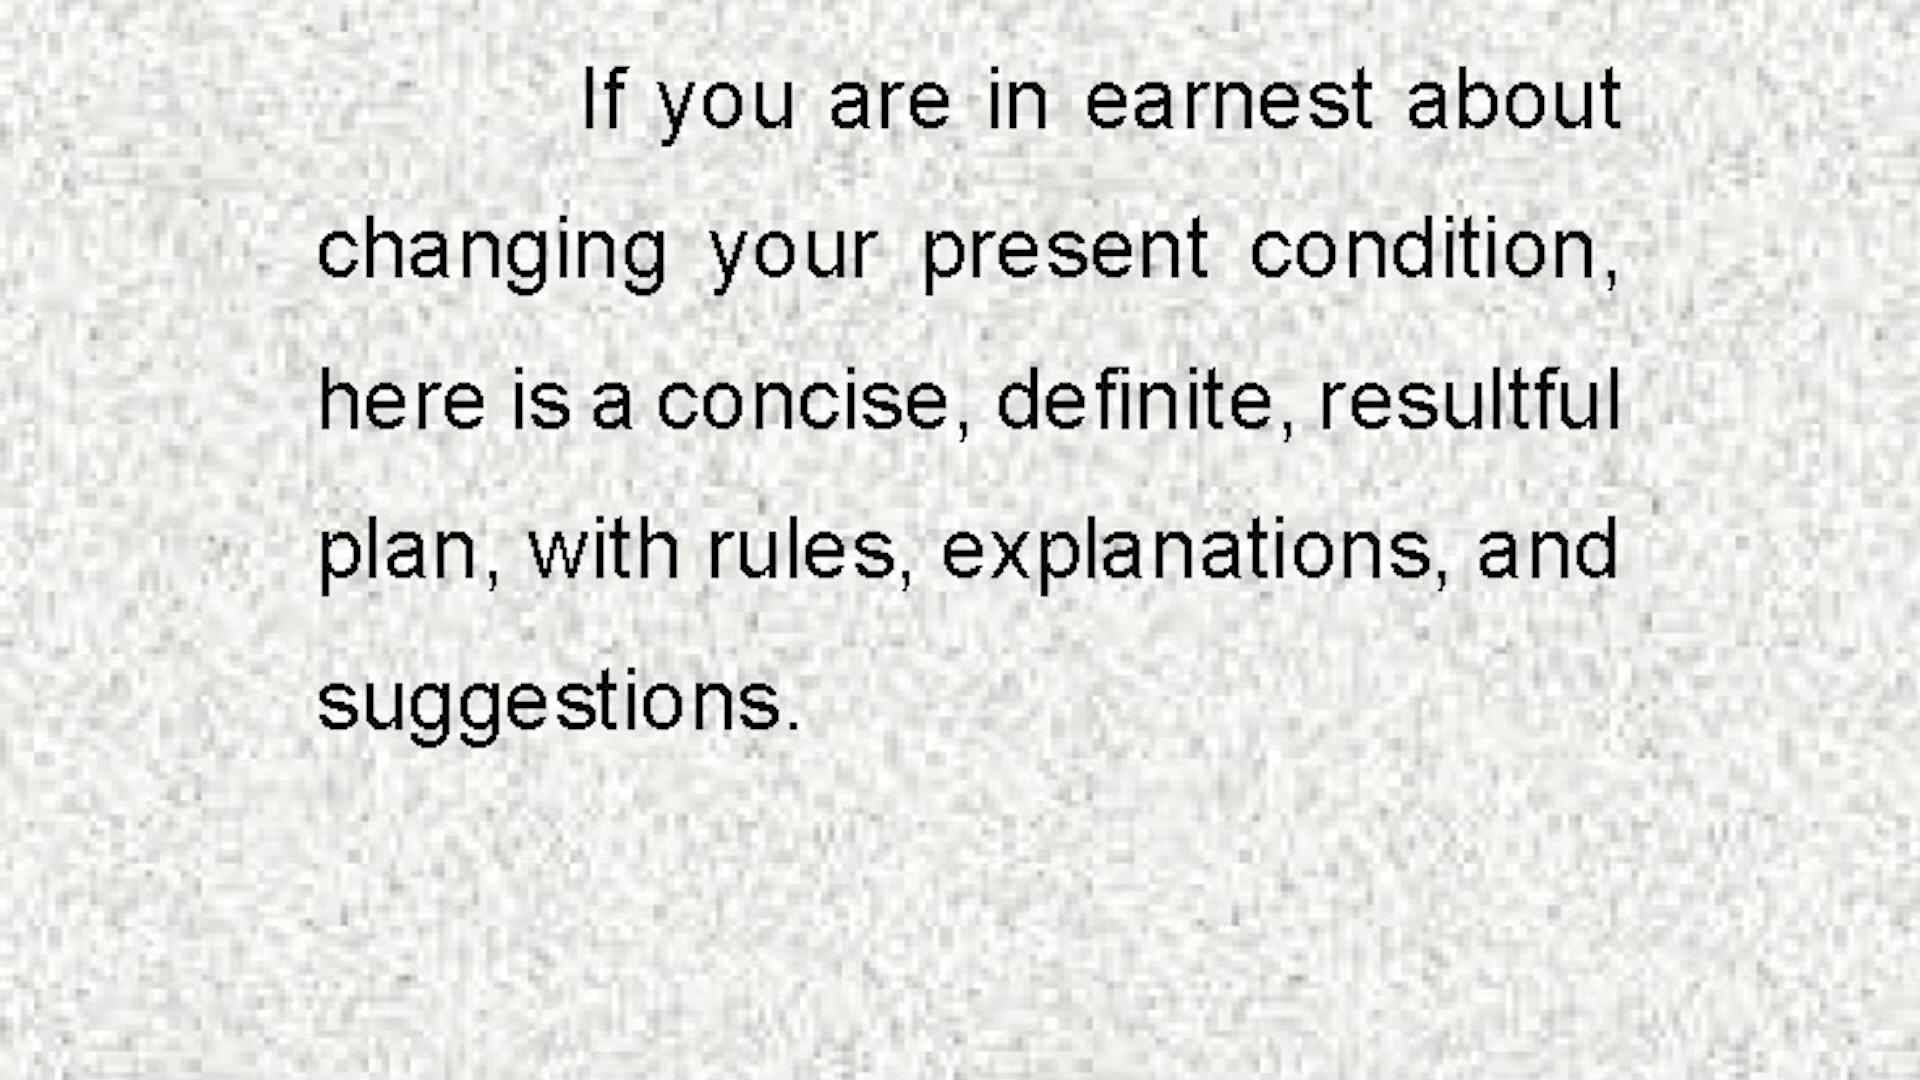 If you are in earnest about
changing your present condition,
here is a concise, definite, resultful
plan, with rules, explanations, and
suggestions.